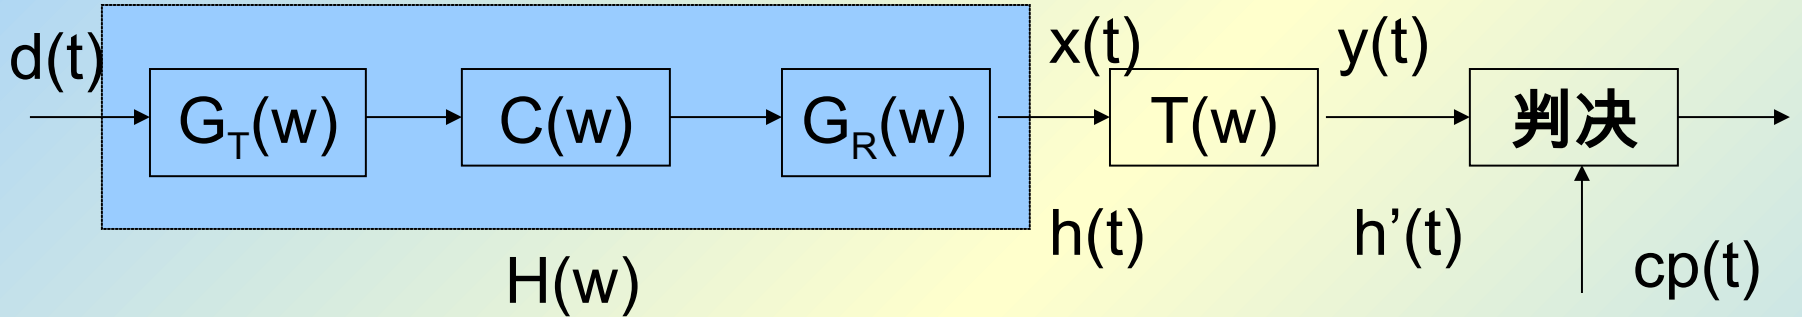 d(t)
G_T(w)
C(w)
G_R(w)
x(t)
T(w)
y(t)
判决
h(t)
h’(t)
cp(t)
H(w)